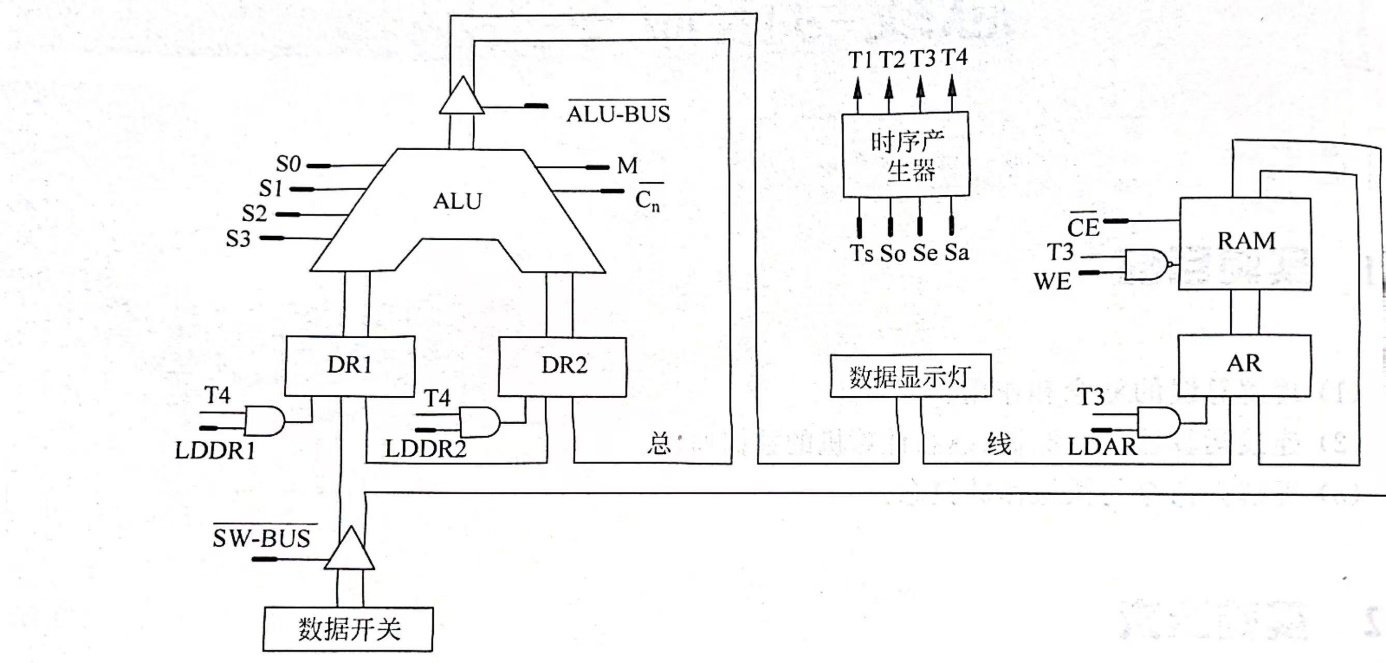 T1 T2 T3 T4
ALU-BUS
时序产
生器
S0
M
S1
ALU
Cn
S2
S3
Ts So Se Sa
CE
RAM
T3
WE
DR1
DR2
数据显示灯
AR
T4
T4
T3
LDDR1
LDDR2
总
线
LDAR
SW-BUS
数据开关